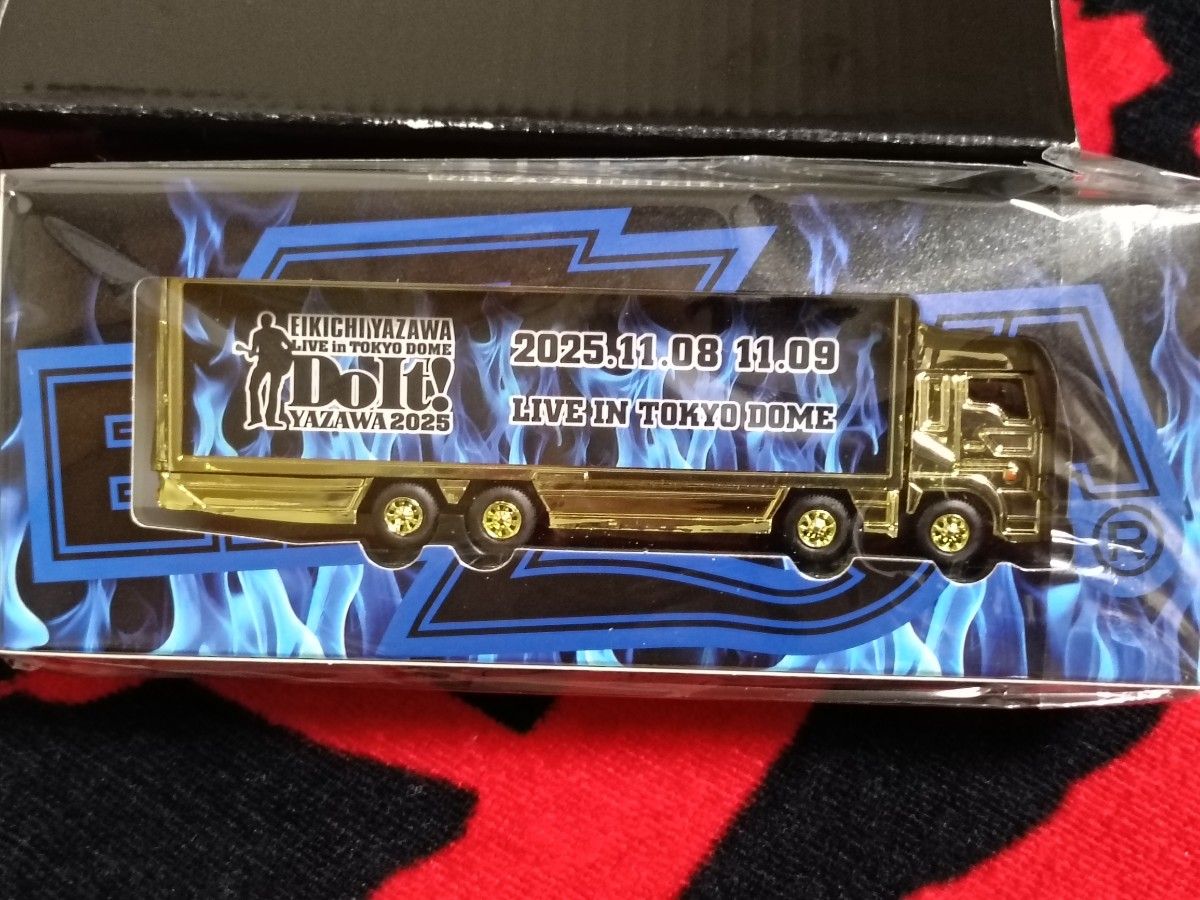 EIKICHI YAZAWA
LIVE in TOKYO DOME
Do It!
YAZAWA 2025
2025.11.08 11.09
LIVE IN TOKYO DOME
®